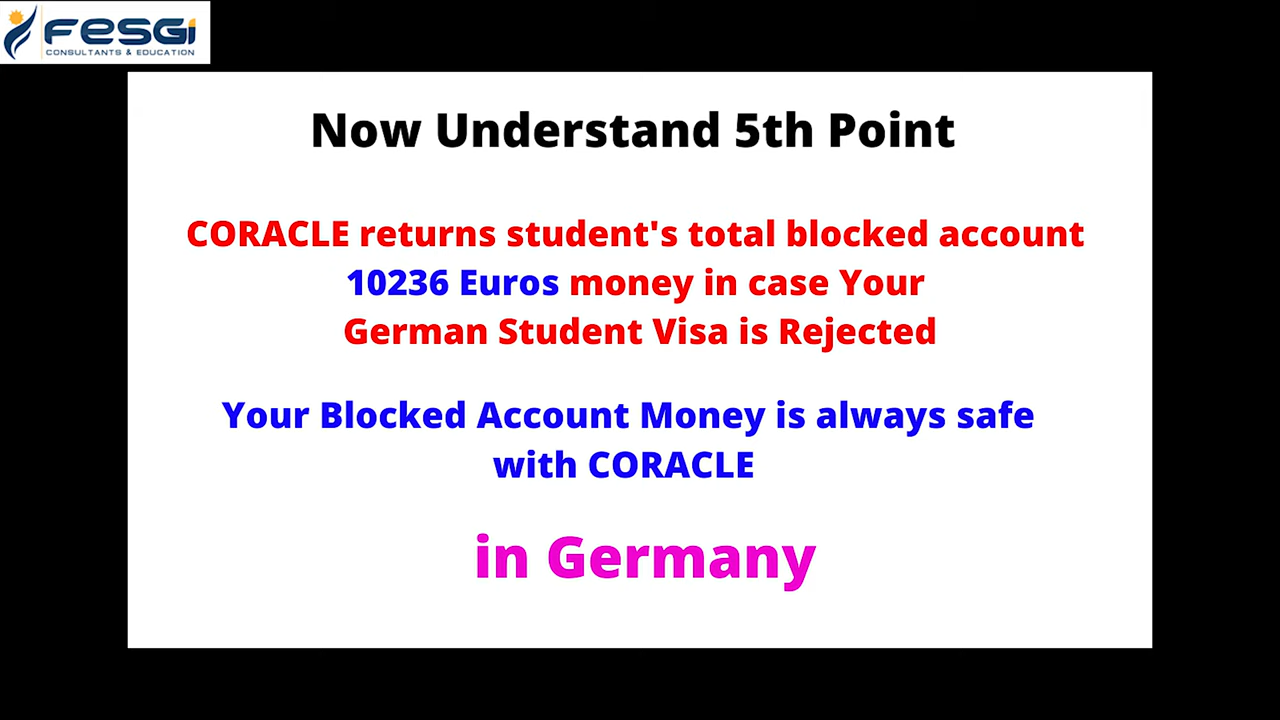 FESGI
CONSULTANTS & EDUCATION
Now Understand 5th Point
CORACLE returns student's total blocked account
10236 Euros money in case Your
German Student Visa is Rejected
Your Blocked Account Money is always safe
with CORACLE
in Germany